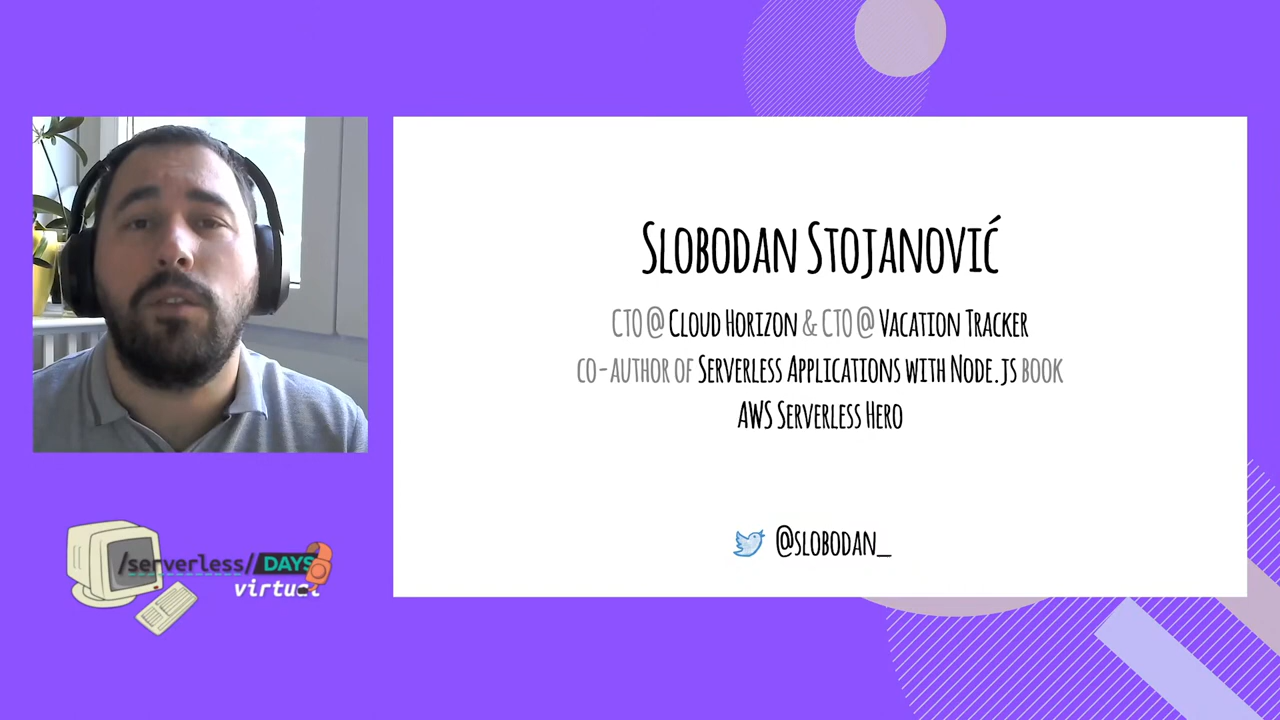 Slobodan Stojanović
CTO @ Cloud Horizon & CTO @ Vacation Tracker
co-author of Serverless Applications with Node.js book
AWS Serverless Hero
@slobodan_
/serverless/ DAYS
virtual